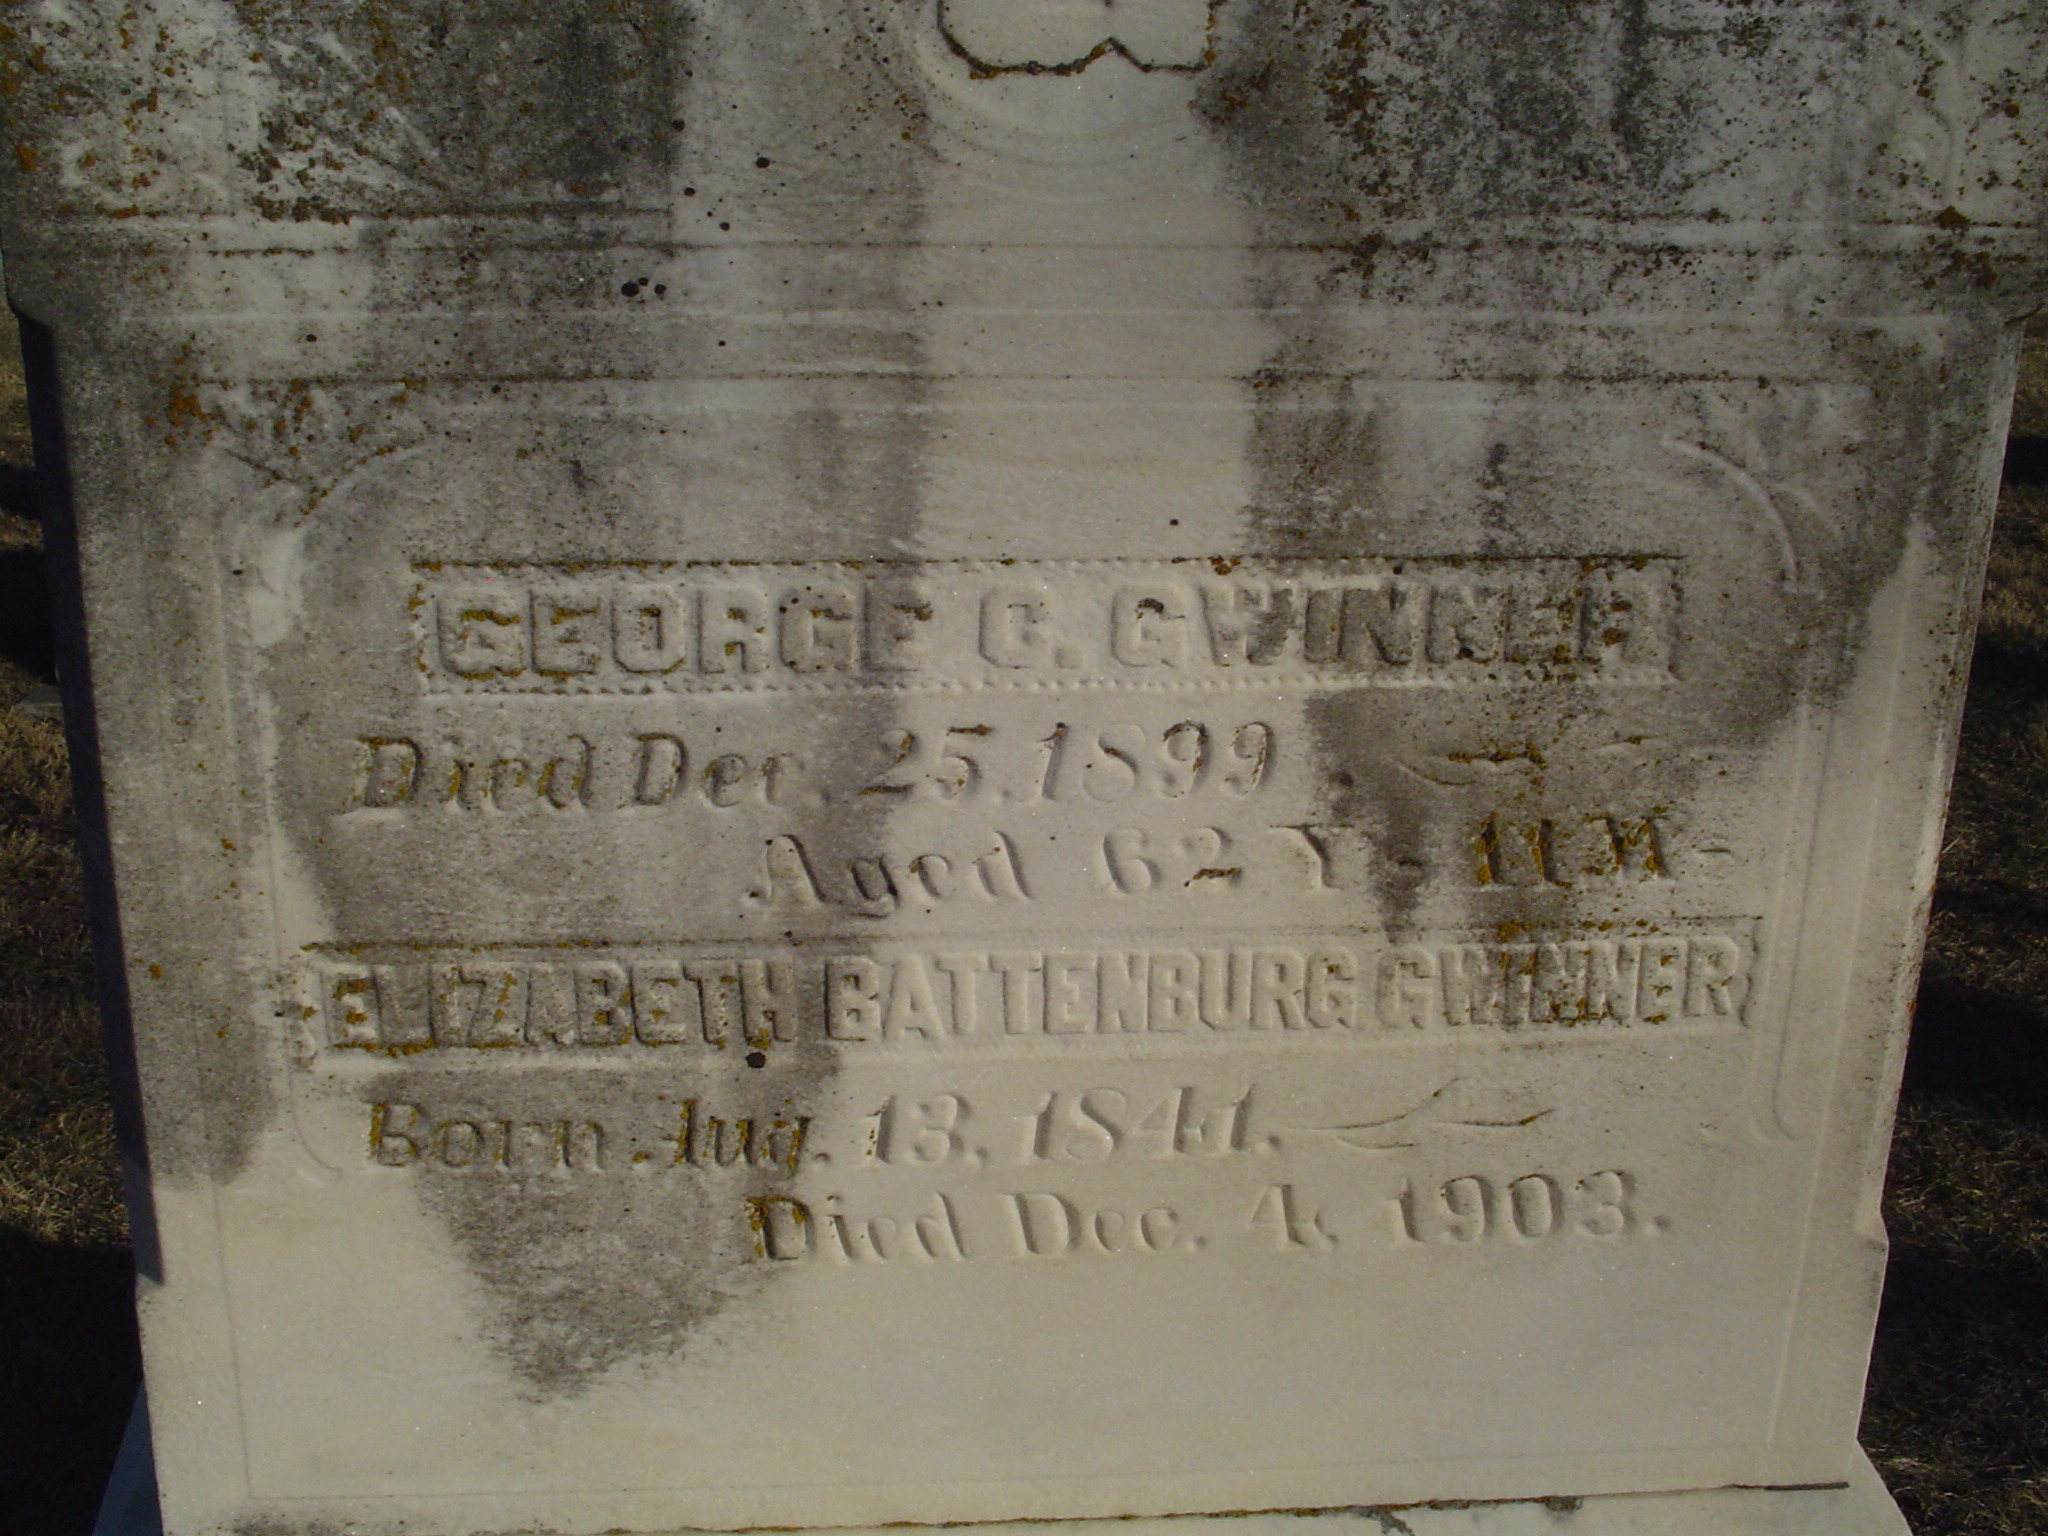 GEORGE C. GWINNER
Died Dec. 25. 1899
Aged 62 Y - 11 M -
ELIZABETH BATTENBURG GWINNER
Born Aug. 13, 1841.
Died Dec. 4, 1903.